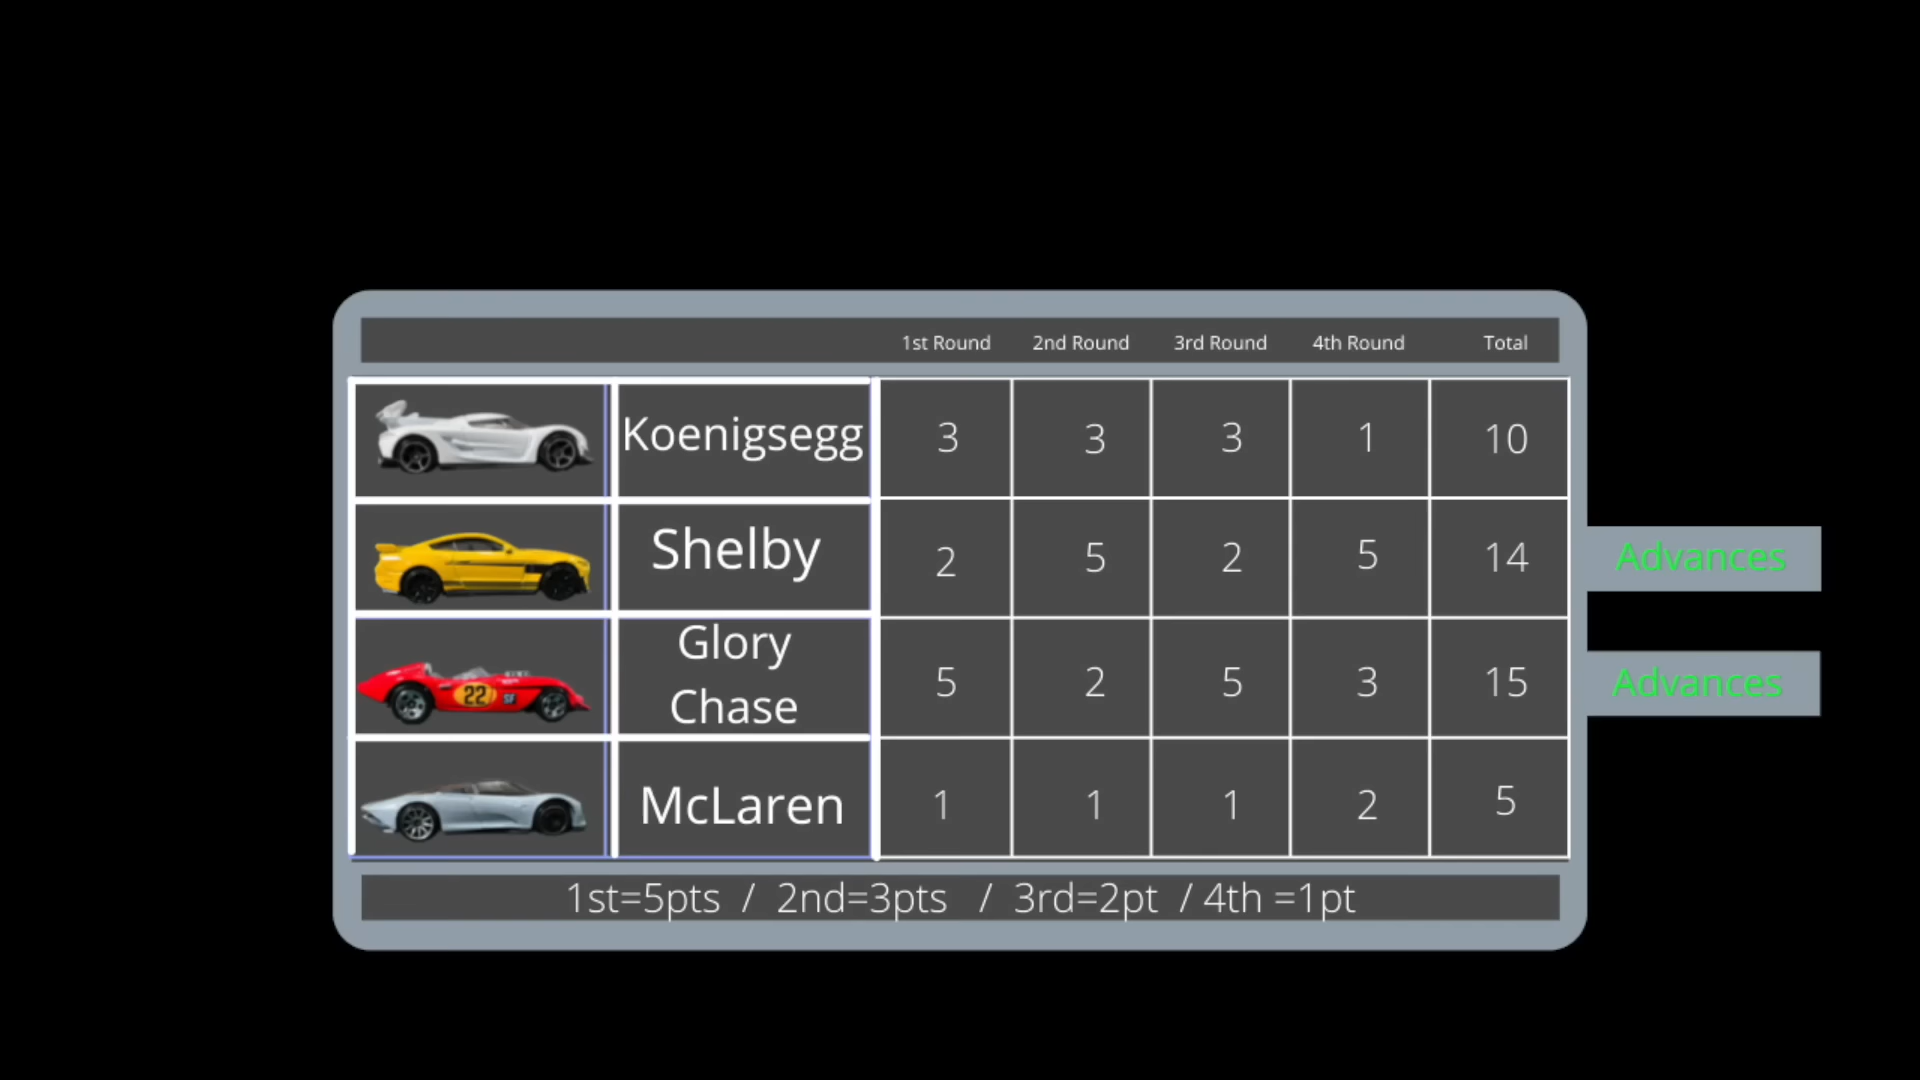 1st Round 2nd Round 3rd Round 4th Round Total
Koenigsegg 3 3 3 1 10
Shelby 2 5 2 5 14 Advances
Glory
Chase 5 2 5 3 15 Advances
22 SF
McLaren 1 1 1 2 5
1st=5pts / 2nd=3pts / 3rd=2pt / 4th =1pt